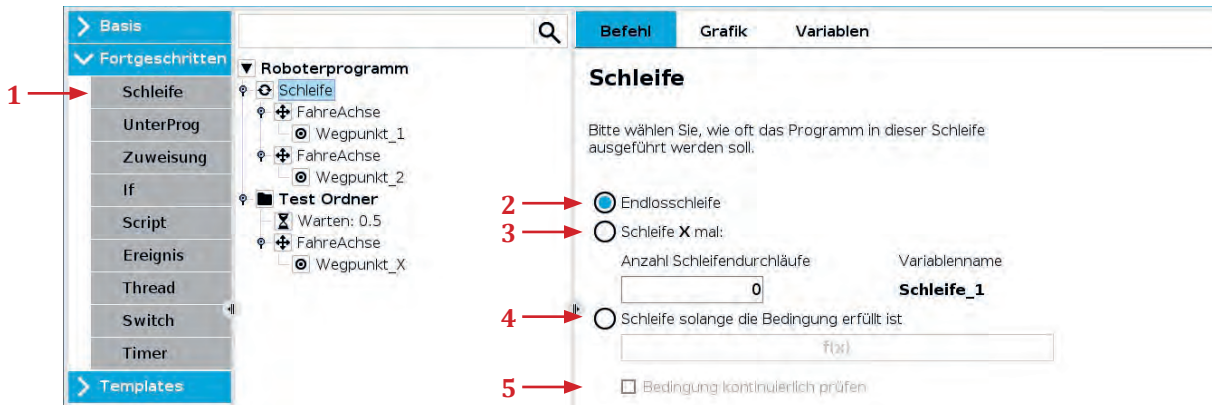 Basis
Fortgeschritten
1
Schleife
UnterProg
Zuweisung
If
Script
Ereignis
Thread
Switch
Timer
Templates
Roboterprogramm
Schleife
FahreAchse
Wegpunkt_1
FahreAchse
Wegpunkt_2
Test Ordner
Warten: 0.5
FahreAchse
Wegpunkt_X
Befehl Grafik Variablen
Schleife
Bitte wählen Sie, wie oft das Programm in dieser Schleife
ausgeführt werden soll.
2 Endlosschleife
3 Schleife X mal:
Anzahl Schleifendurchläufe Variablenname
0 Schleife_1
4 Schleife solange die Bedingung erfüllt ist
f(x)
5 Bedingung kontinuierlich prüfen